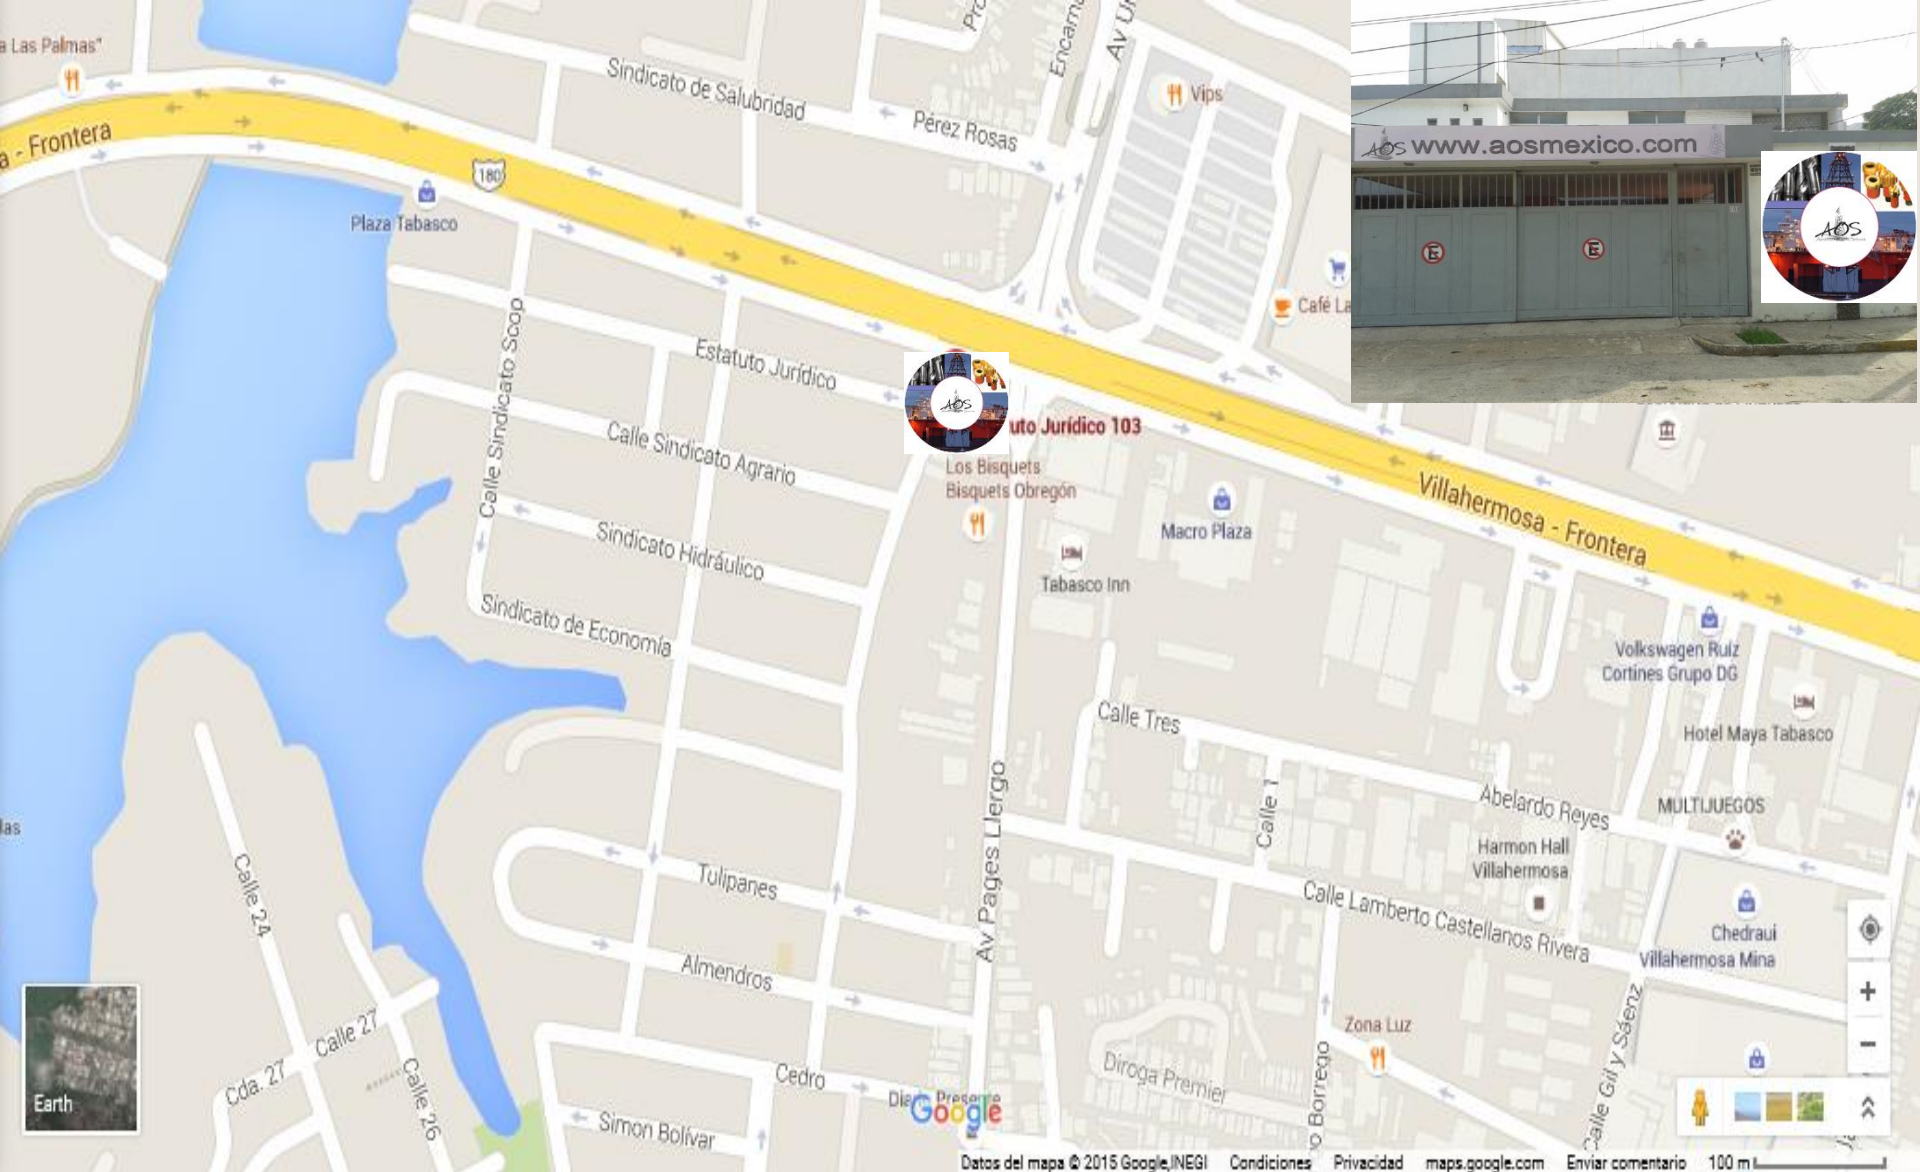 a Las Palmas"
a - Frontera
180
Plaza Tabasco
Sindicato de Salubridad
Pérez Rosas
Encarna
Vips
Café La
AOS www.aosmexico.com
E
E
AOS
Estatuto Jurídico
Calle Sindicato Scop
Calle Sindicato Agrario
AOS
uto Jurídico 103
Los Bisquets
Bisquets Obregón
Sindicato Hidráulico
Sindicato de Economía
Tabasco Inn
Macro Plaza
Villahermosa - Frontera
Volkswagen Ruiz
Cortines Grupo DG
Hotel Maya Tabasco
Calle Tres
Av Pages Llergo
Calle 1
Abelardo Reyes
MULTIJUEGOS
Harmon Hall
Villahermosa
Calle Lamberto Castellanos Rivera
Chedraui
Villahermosa Mina
las
Tulipanes
Calle 24
Almendros
Calle 27
Cda. 27
Calle 26
Cedro
Simon Bolívar
Diroga Premier
Zona Luz
o Borrego
Calle Gil y Sáenz
Earth
Google
Datos del mapa © 2015 Google,INEGI Condiciones Privacidad maps.google.com Enviar comentario 100 m